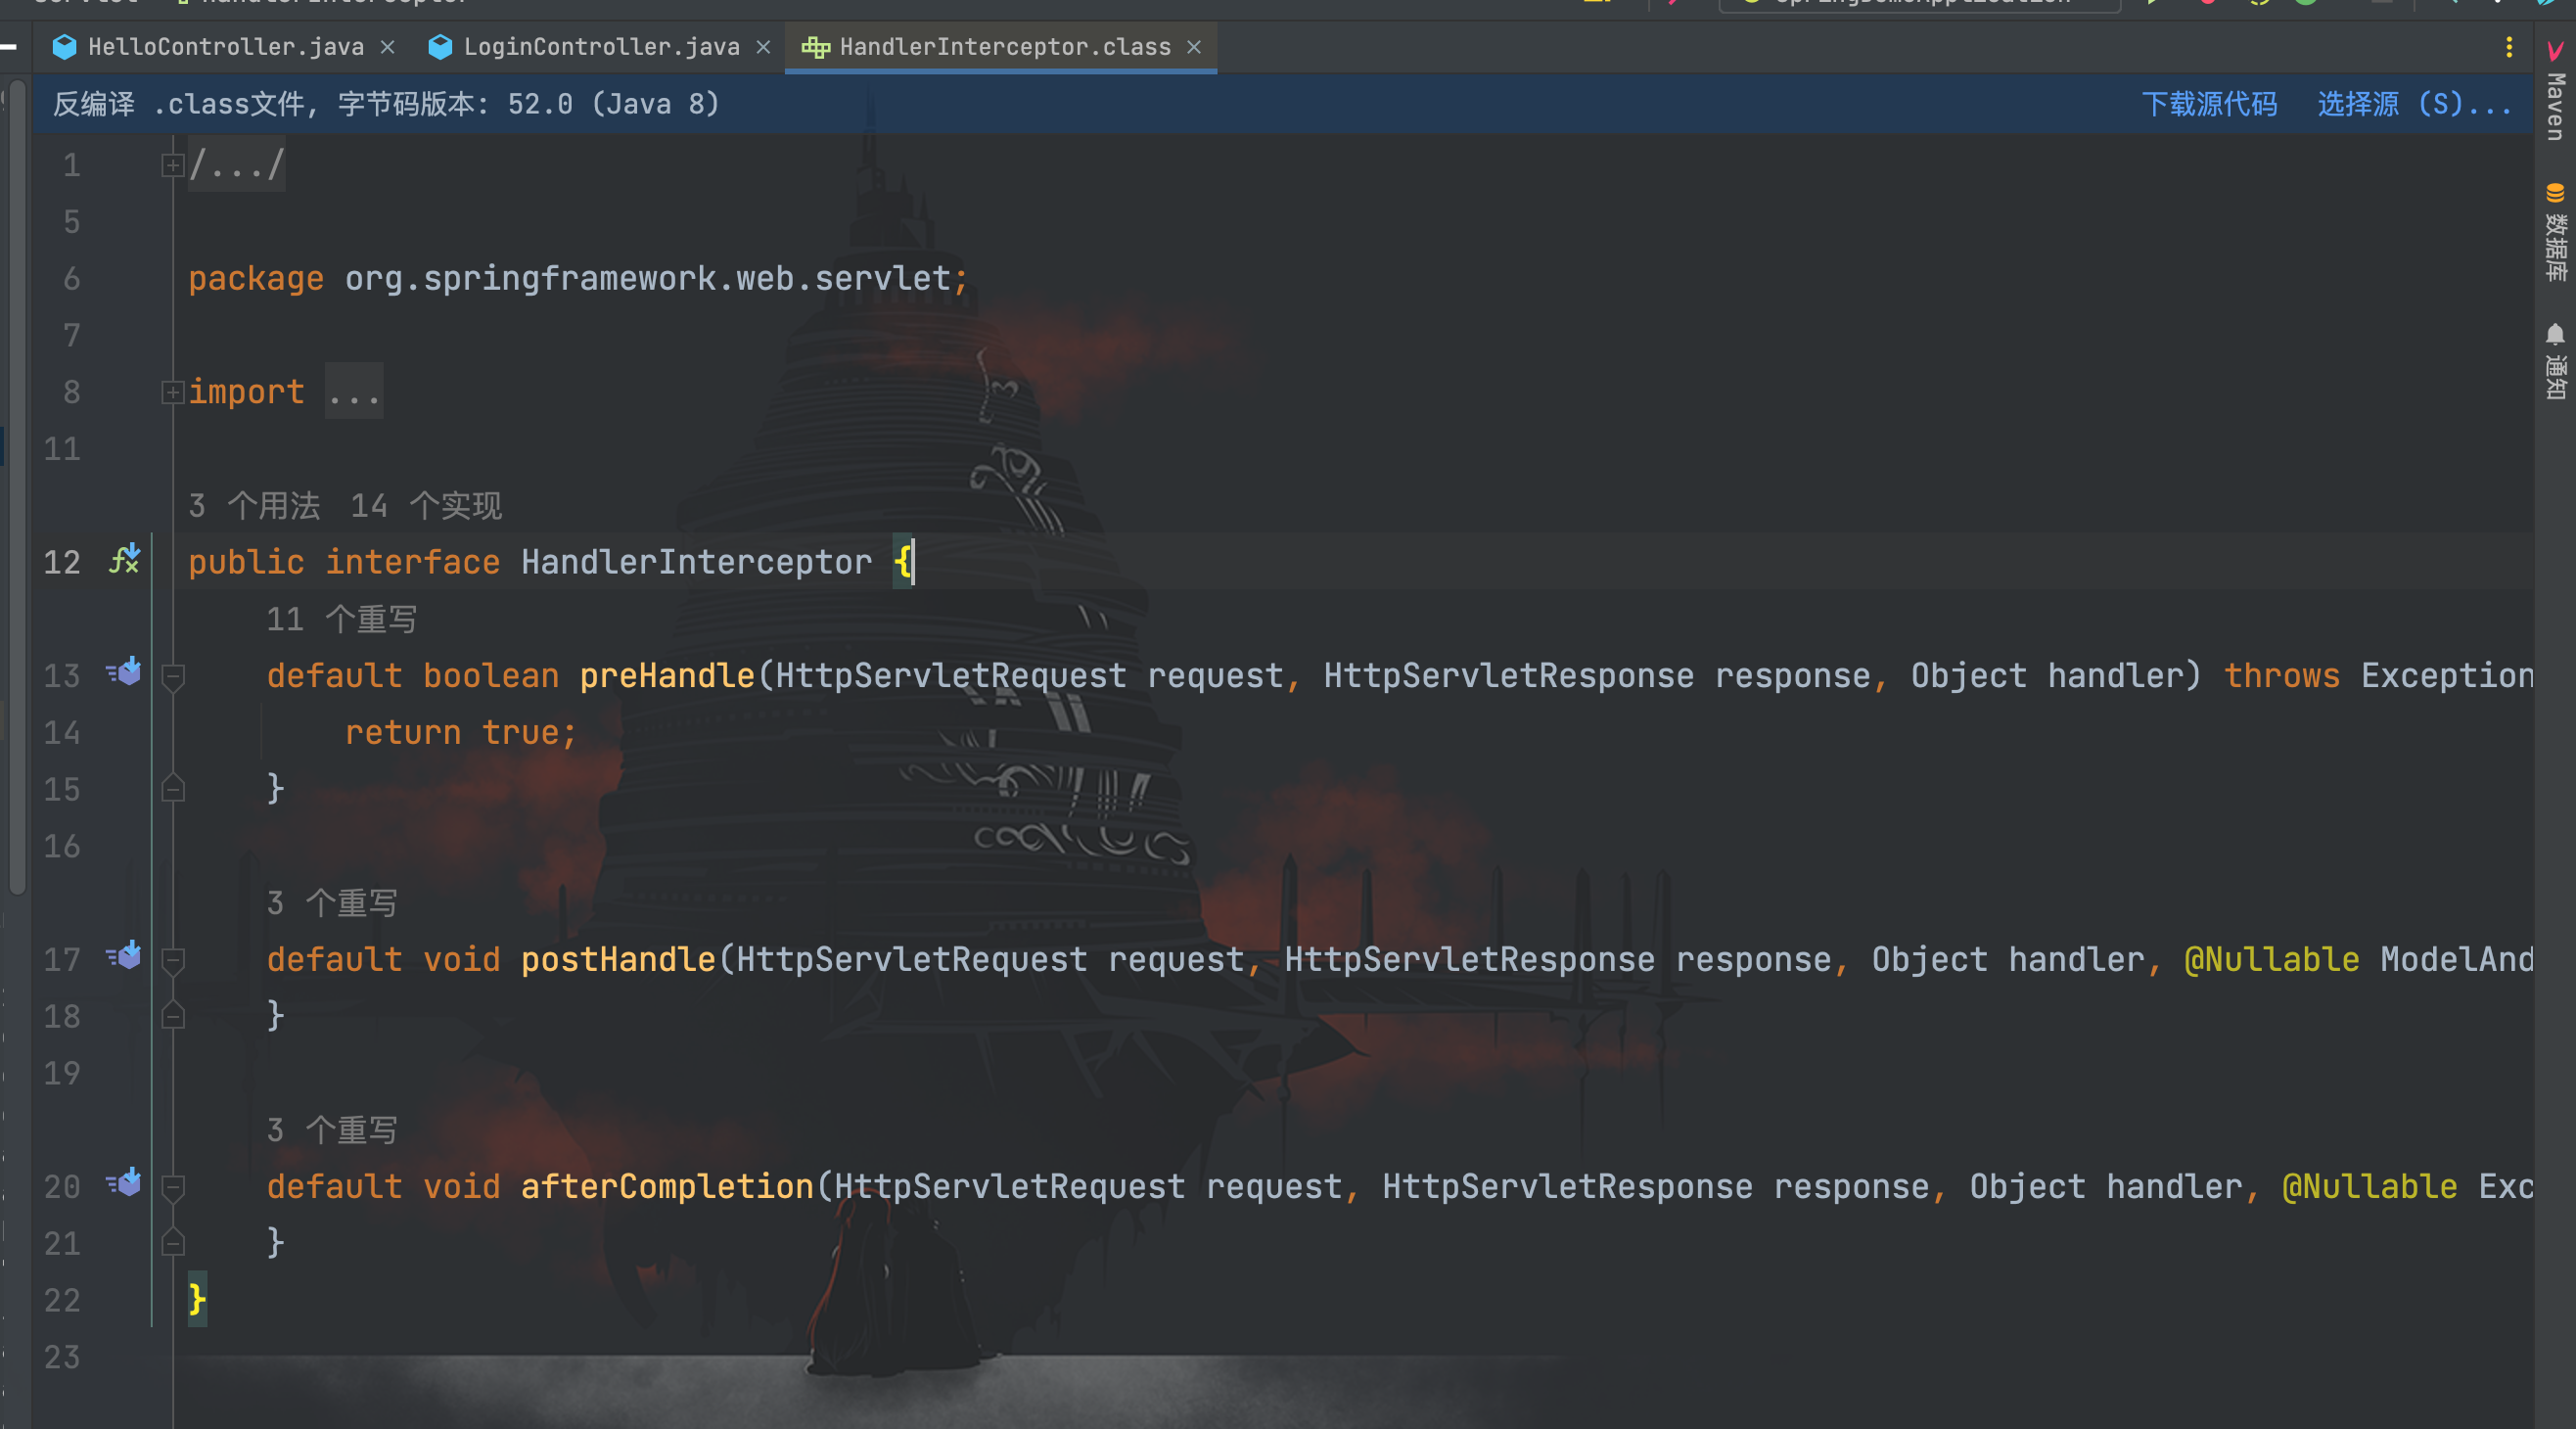 HelloController.java
LoginController.java
HandlerInterceptor.class
反编译 .class文件, 字节码版本: 52.0 (Java 8)
下载源代码 选择源 (S)...
1 /.../
5
6 package org.springframework.web.servlet;
7
8 import ...
11
3 个用法 14 个实现
12 public interface HandlerInterceptor {
11 个重写
13 default boolean preHandle(HttpServletRequest request, HttpServletResponse response, Object handler) throws Exception
14 return true;
15 }
16
3 个重写
17 default void postHandle(HttpServletRequest request, HttpServletResponse response, Object handler, @Nullable ModelAnd
18 }
19
3 个重写
20 default void afterCompletion(HttpServletRequest request, HttpServletResponse response, Object handler, @Nullable Exc
21 }
22 }
23
Maven
数据库
通知